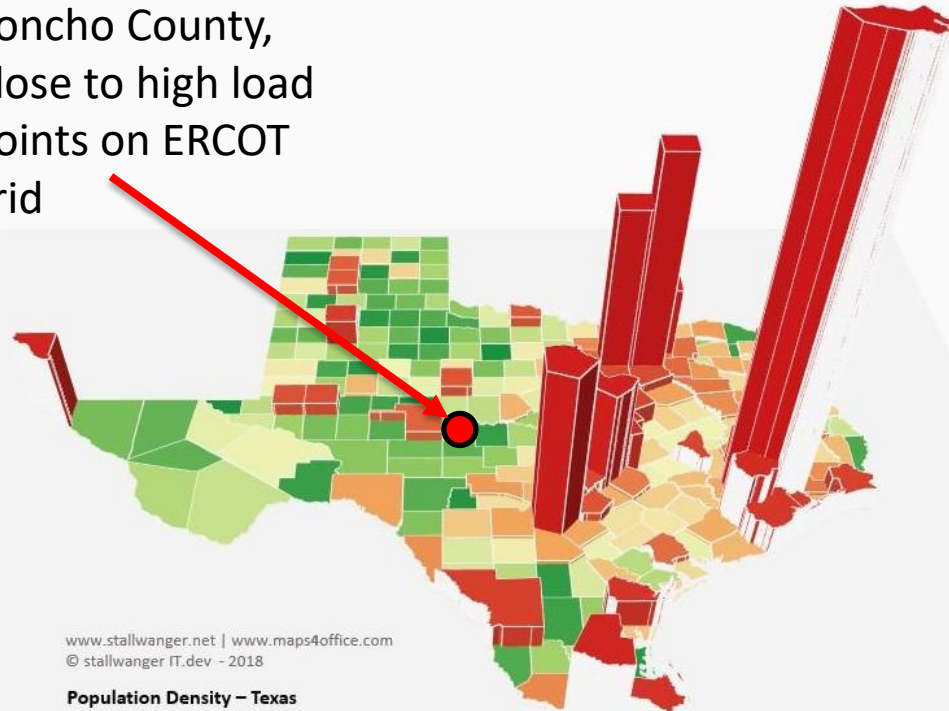 oncho County,
lose to high load
oints on ERCOT
rid
www.stallwanger.net | www.maps4office.com
© stallwanger IT.dev - 2018
Population Density – Texas